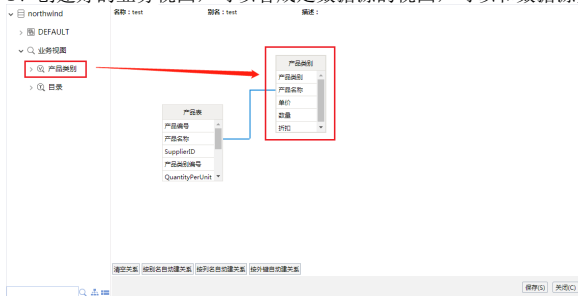 northwind
DEFAULT
业务视图
产品类别
目录
名称：test 别名：test 描述：
产品类别
产品类别
产品名称
单价
数量
折扣
产品表
产品编号
产品名称
SupplierID
产品类别编号
QuantityPerUnit
清空关系 按别名自动建关系 按列名自动建关系 按外键自动建关系
保存(S) 关闭(C)